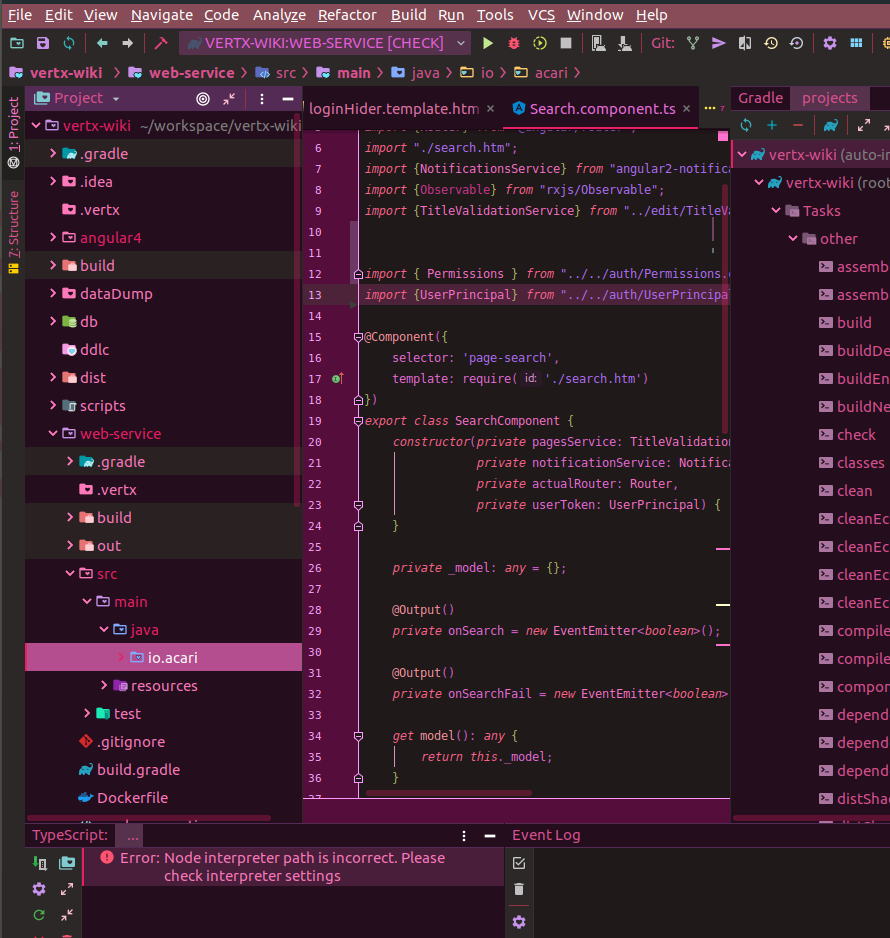 File Edit View Navigate Code Analyze Refactor Build Run Tools VCS Window Help
VERTX-WIKI:WEB-SERVICE [CHECK] Git:
vertx-wiki web-service src main java io acari
1: Project
7: Structure
Project
vertx-wiki ~/workspace/vertx-wiki
.gradle
.idea
.vertx
angular4
build
dataDump
db
ddlc
dist
scripts
web-service
.gradle
.vertx
build
out
src
main
java
io.acari
resources
test
.gitignore
build.gradle
Dockerfile
loginHider.template.htm Search.component.ts 7
6 import "./search.htm";
7 import {NotificationsService} from "angular2-notific
8 import {Observable} from "rxjs/Observable";
9 import {TitleValidationService} from "../edit/TitleV
10
11
12 import { Permissions } from "../../auth/Permissions.
13 import {UserPrincipal} from "../../auth/UserPrincipa
14
15 @Component({
16 selector: 'page-search',
17 template: require( id: './search.htm')
18 })
19 export class SearchComponent {
20 constructor(private pagesService: TitleValidation
21 private notificationService: Notific
22 private actualRouter: Router,
23 private userToken: UserPrincipal) {
24 }
25
26 private _model: any = {};
27
28 @Output()
29 private onSearch = new EventEmitter<boolean>();
30
31 @Output()
32 private onSearchFail = new EventEmitter<boolean>
33
34 get model(): any {
35 return this._model;
36 }
Gradle projects
vertx-wiki (auto-i
vertx-wiki (root
Tasks
other
assemb
assemb
build
buildDe
buildEn
buildNe
check
classes
clean
cleanEc
cleanEc
cleanEc
cleanEc
compile
compile
compor
depend
depend
depend
distSha
TypeScript: ...
Error: Node interpreter path is incorrect. Please
check interpreter settings
Event Log